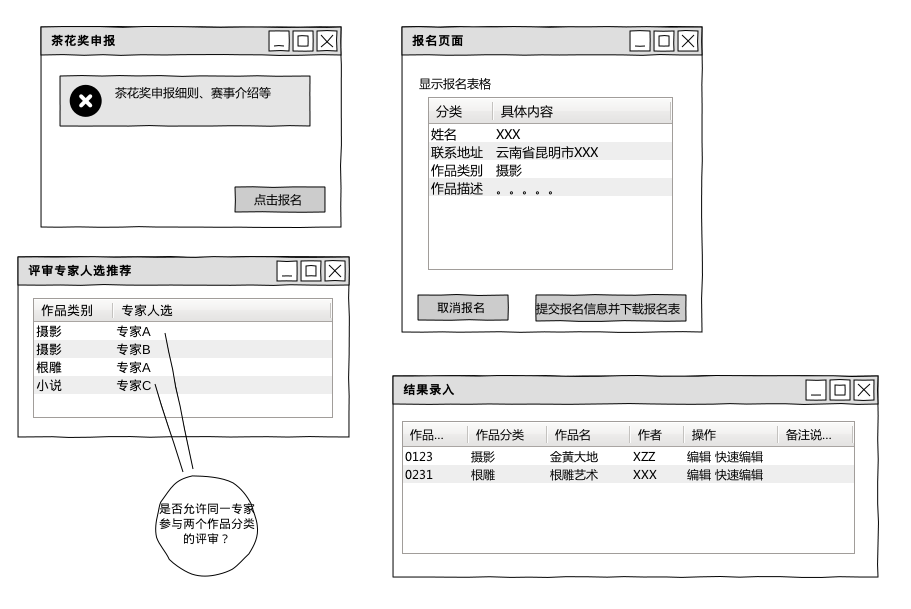 茶花奖申报
茶花奖申报细则、赛事介绍等
点击报名
报名页面
显示报名表格
分类 具体内容
姓名 XXX
联系地址 云南省昆明市XXX
作品类别 摄影
作品描述 。。。。。
取消报名 提交报名信息并下载报名表
评审专家人选推荐
作品类别 专家人选
摄影 专家A
摄影 专家B
根雕 专家A
小说 专家C
是否允许同一专家
参与两个作品分类
的评审？
结果录入
作品... 作品分类 作品名 作者 操作 备注说...
0123 摄影 金黄大地 XZZ 编辑 快速编辑
0231 根雕 根雕艺术 XXX 编辑 快速编辑